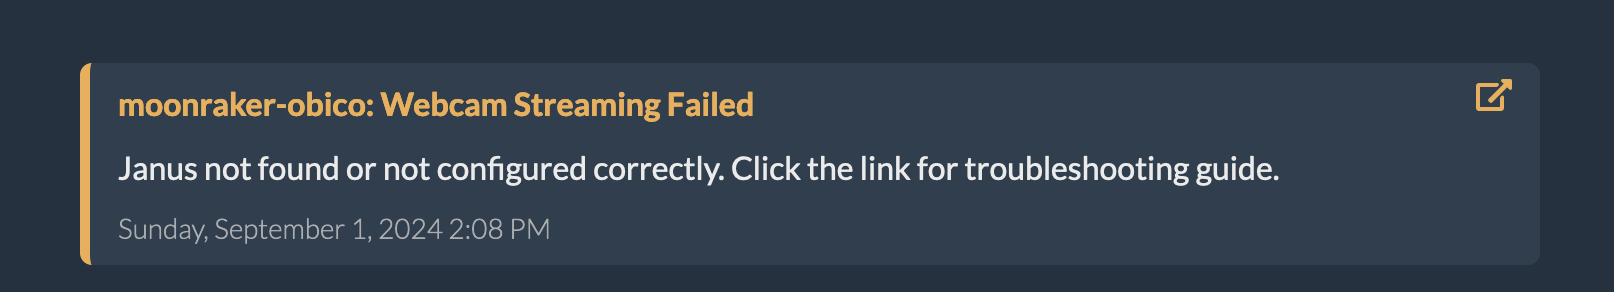 moonraker-obico: Webcam Streaming Failed
Janus not found or not configured correctly. Click the link for troubleshooting guide.
Sunday, September 1, 2024 2:08 PM